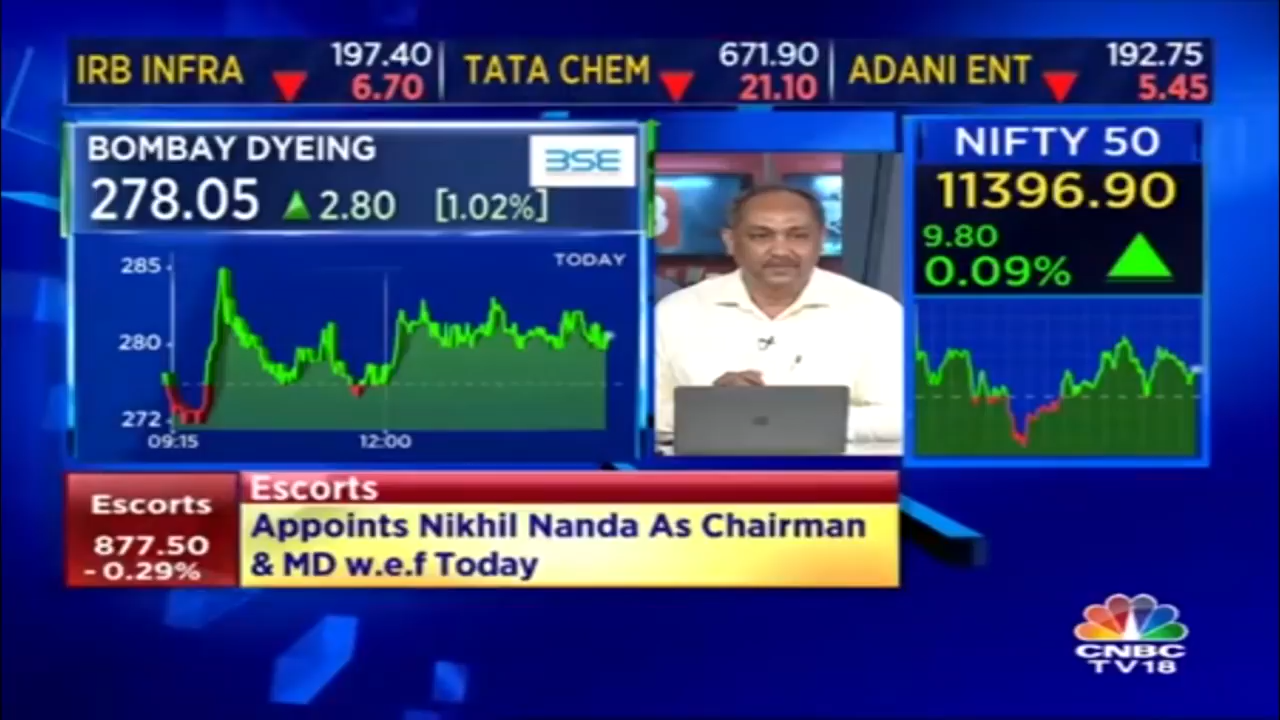 IRB INFRA 197.40 6.70 TATA CHEM 671.90 21.10 ADANI ENT 192.75 5.45
BOMBAY DYEING BSE
278.05 2.80 [1.02%]
TODAY
285
280
272
09:15 12:00
NIFTY 50
11396.90
9.80
0.09%
Escorts
877.50
- 0.29%
Escorts
Appoints Nikhil Nanda As Chairman
& MD w.e.f Today
CNBC
TV18